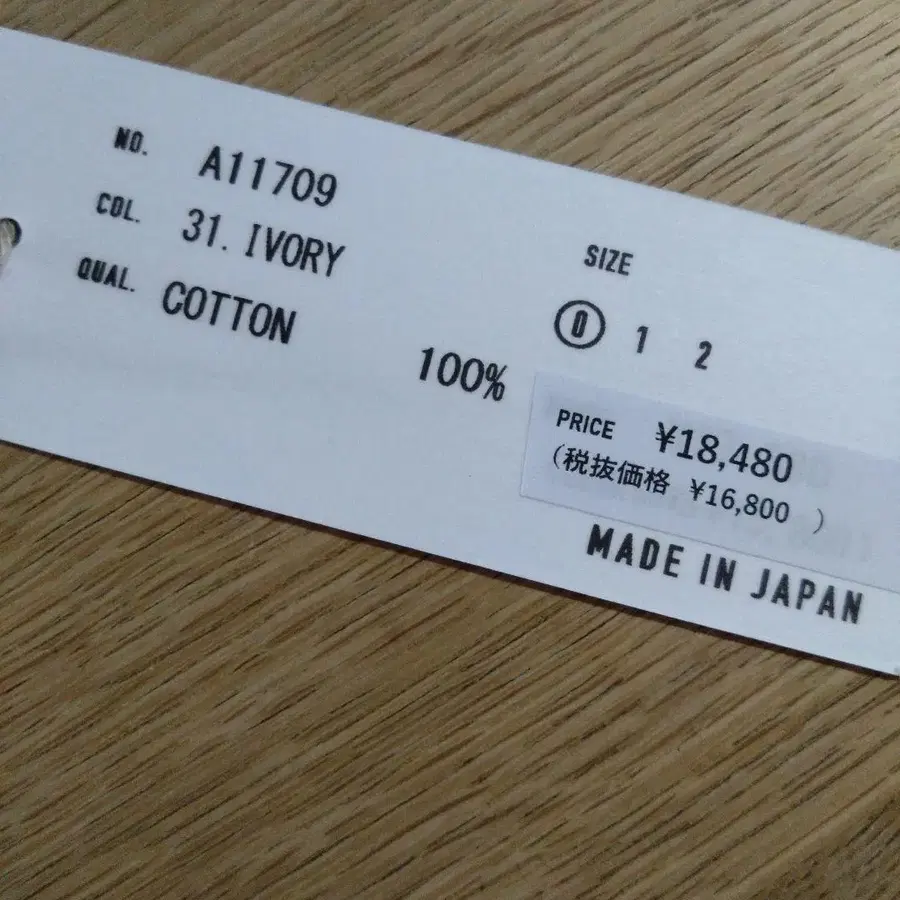 NO. A11709
COL. 31. IVORY
QUAL. COTTON
100%
SIZE
0 1 2
PRICE ¥18,480
(税抜価格 ¥16,800 )
MADE IN JAPAN